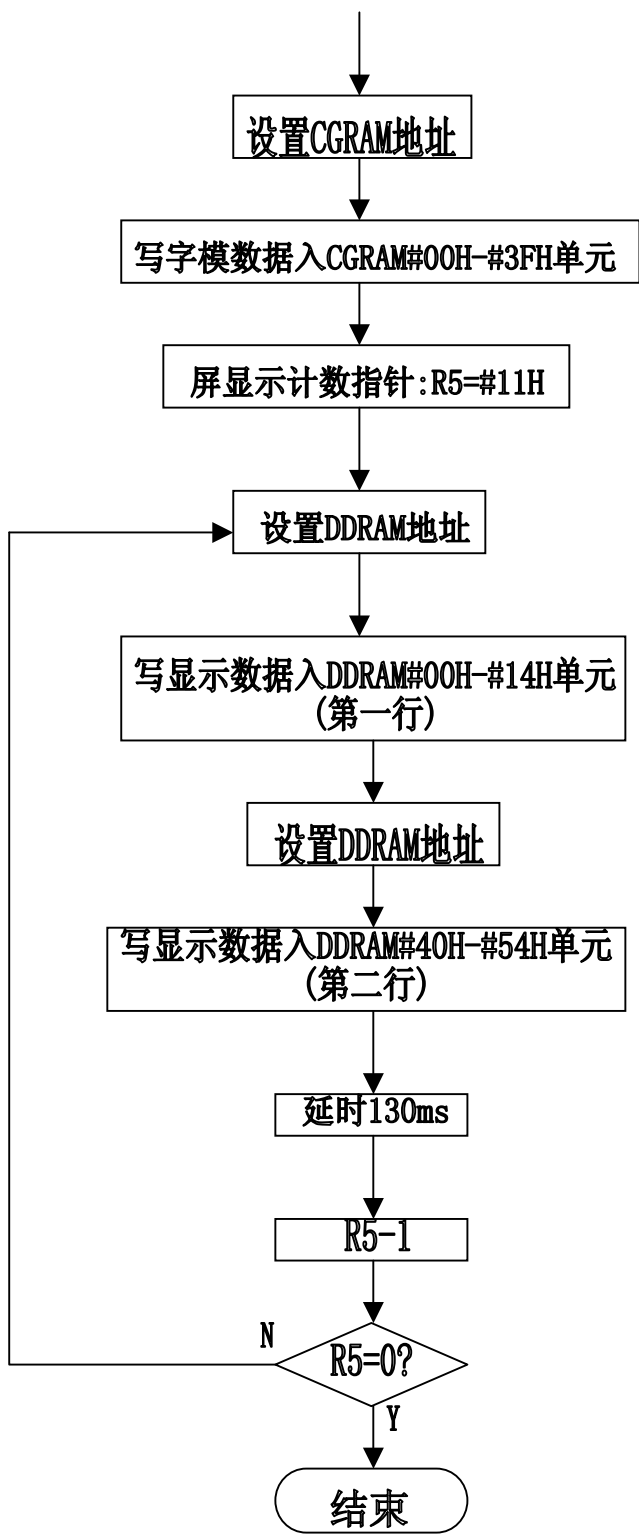 设置CGRAM地址
写字模数据入CGRAM#00H-#3FH单元
屏显示计数指针:R5=#11H
设置DDRAM地址
写显示数据入DDRAM#00H-#14H单元
(第一行)
设置DDRAM地址
写显示数据入DDRAM#40H-#54H单元
(第二行)
延时130ms
R5-1
N
R5=0?
Y
结束